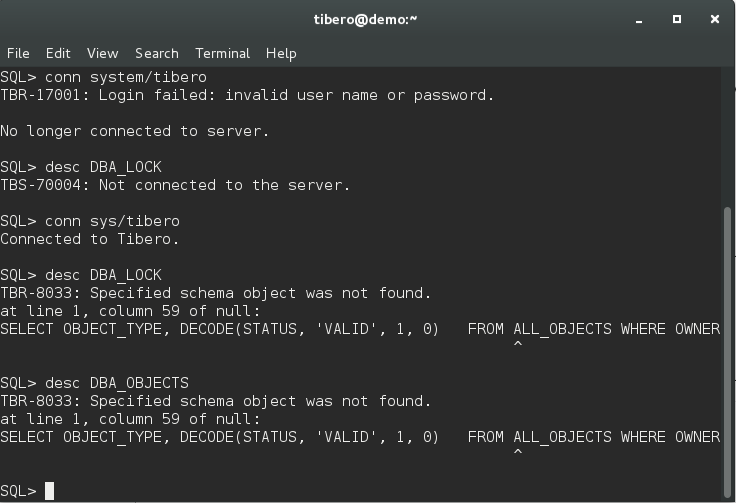 tibero@demo:~
File Edit View Search Terminal Help
SQL> conn system/tibero
TBR-17001: Login failed: invalid user name or password.
No longer connected to server.
SQL> desc DBA_LOCK
TBS-70004: Not connected to the server.
SQL> conn sys/tibero
Connected to Tibero.
SQL> desc DBA_LOCK
TBR-8033: Specified schema object was not found.
at line 1, column 59 of null:
SELECT OBJECT_TYPE, DECODE(STATUS, 'VALID', 1, 0)   FROM ALL_OBJECTS WHERE OWNER
^
SQL> desc DBA_OBJECTS
TBR-8033: Specified schema object was not found.
at line 1, column 59 of null:
SELECT OBJECT_TYPE, DECODE(STATUS, 'VALID', 1, 0)   FROM ALL_OBJECTS WHERE OWNER
^
SQL>